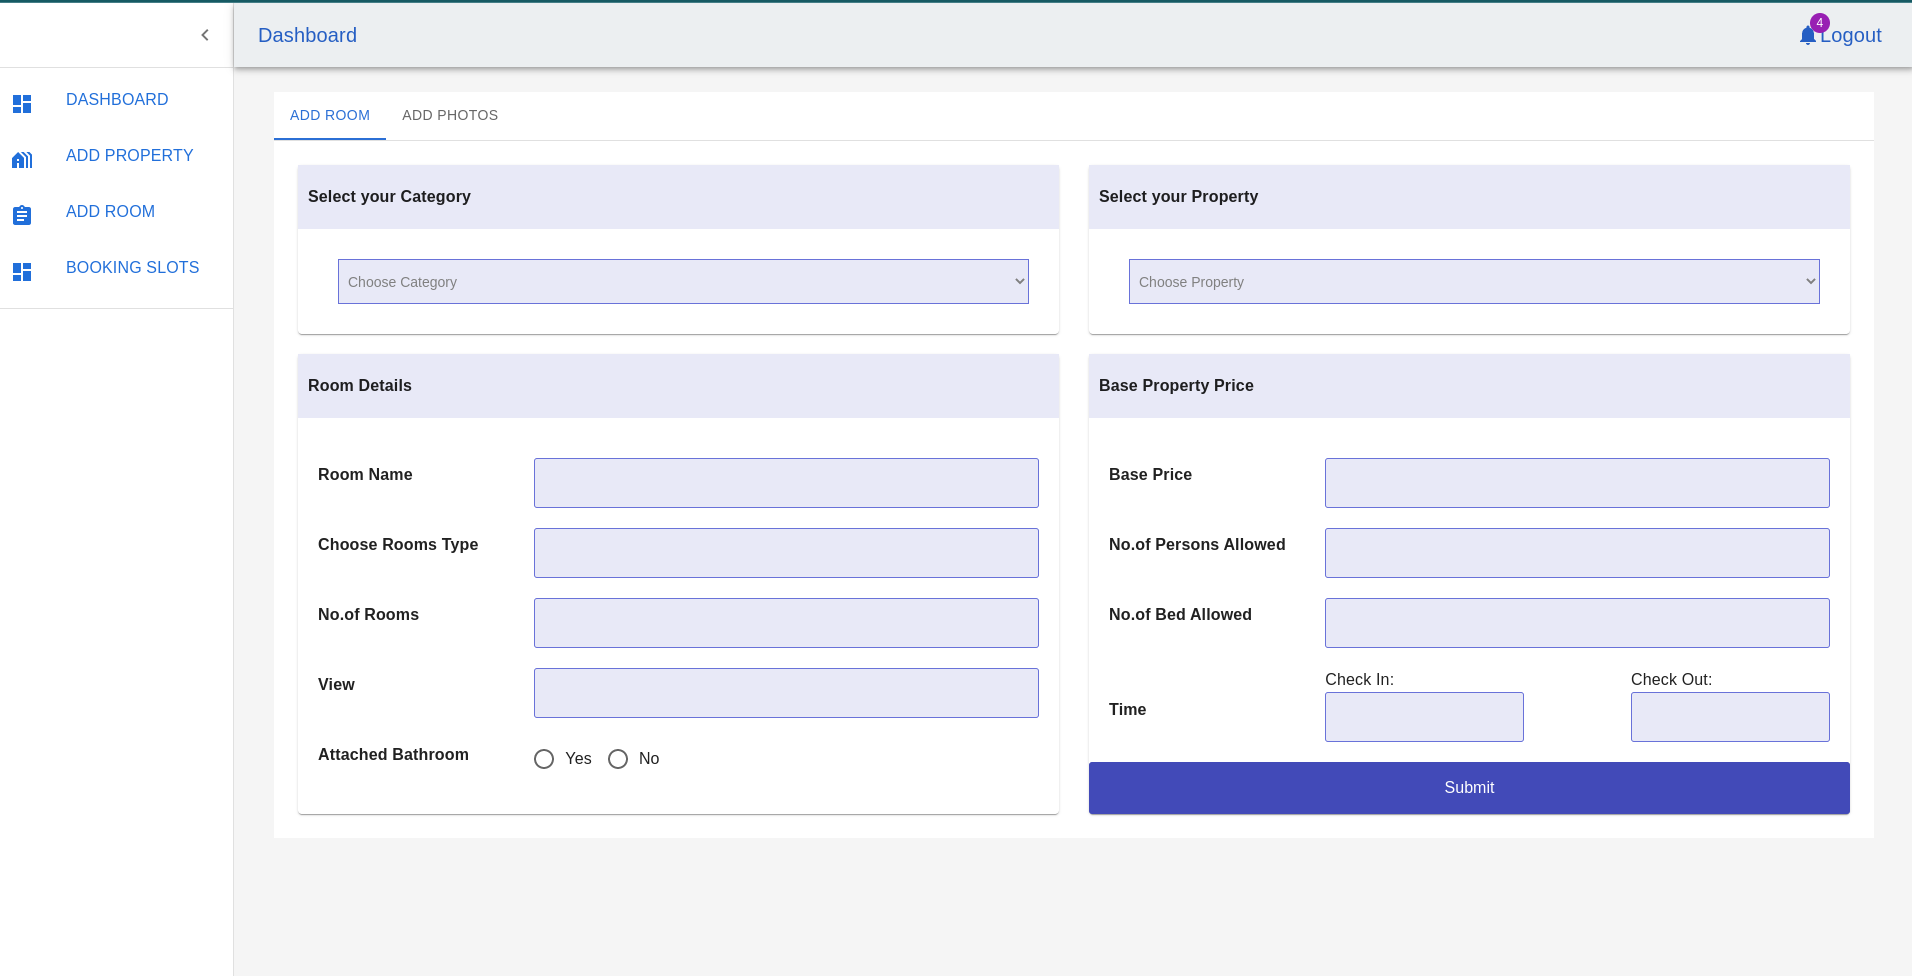 Dashboard
4
Logout
DASHBOARD
ADD PROPERTY
ADD ROOM
BOOKING SLOTS
ADD ROOM
ADD PHOTOS
Select your Category
Choose Category
Select your Property
Choose Property
Room Details
Room Name
Choose Rooms Type
No.of Rooms
View
Attached Bathroom
Yes
No
Base Property Price
Base Price
No.of Persons Allowed
No.of Bed Allowed
Time
Check In:
Check Out:
Submit